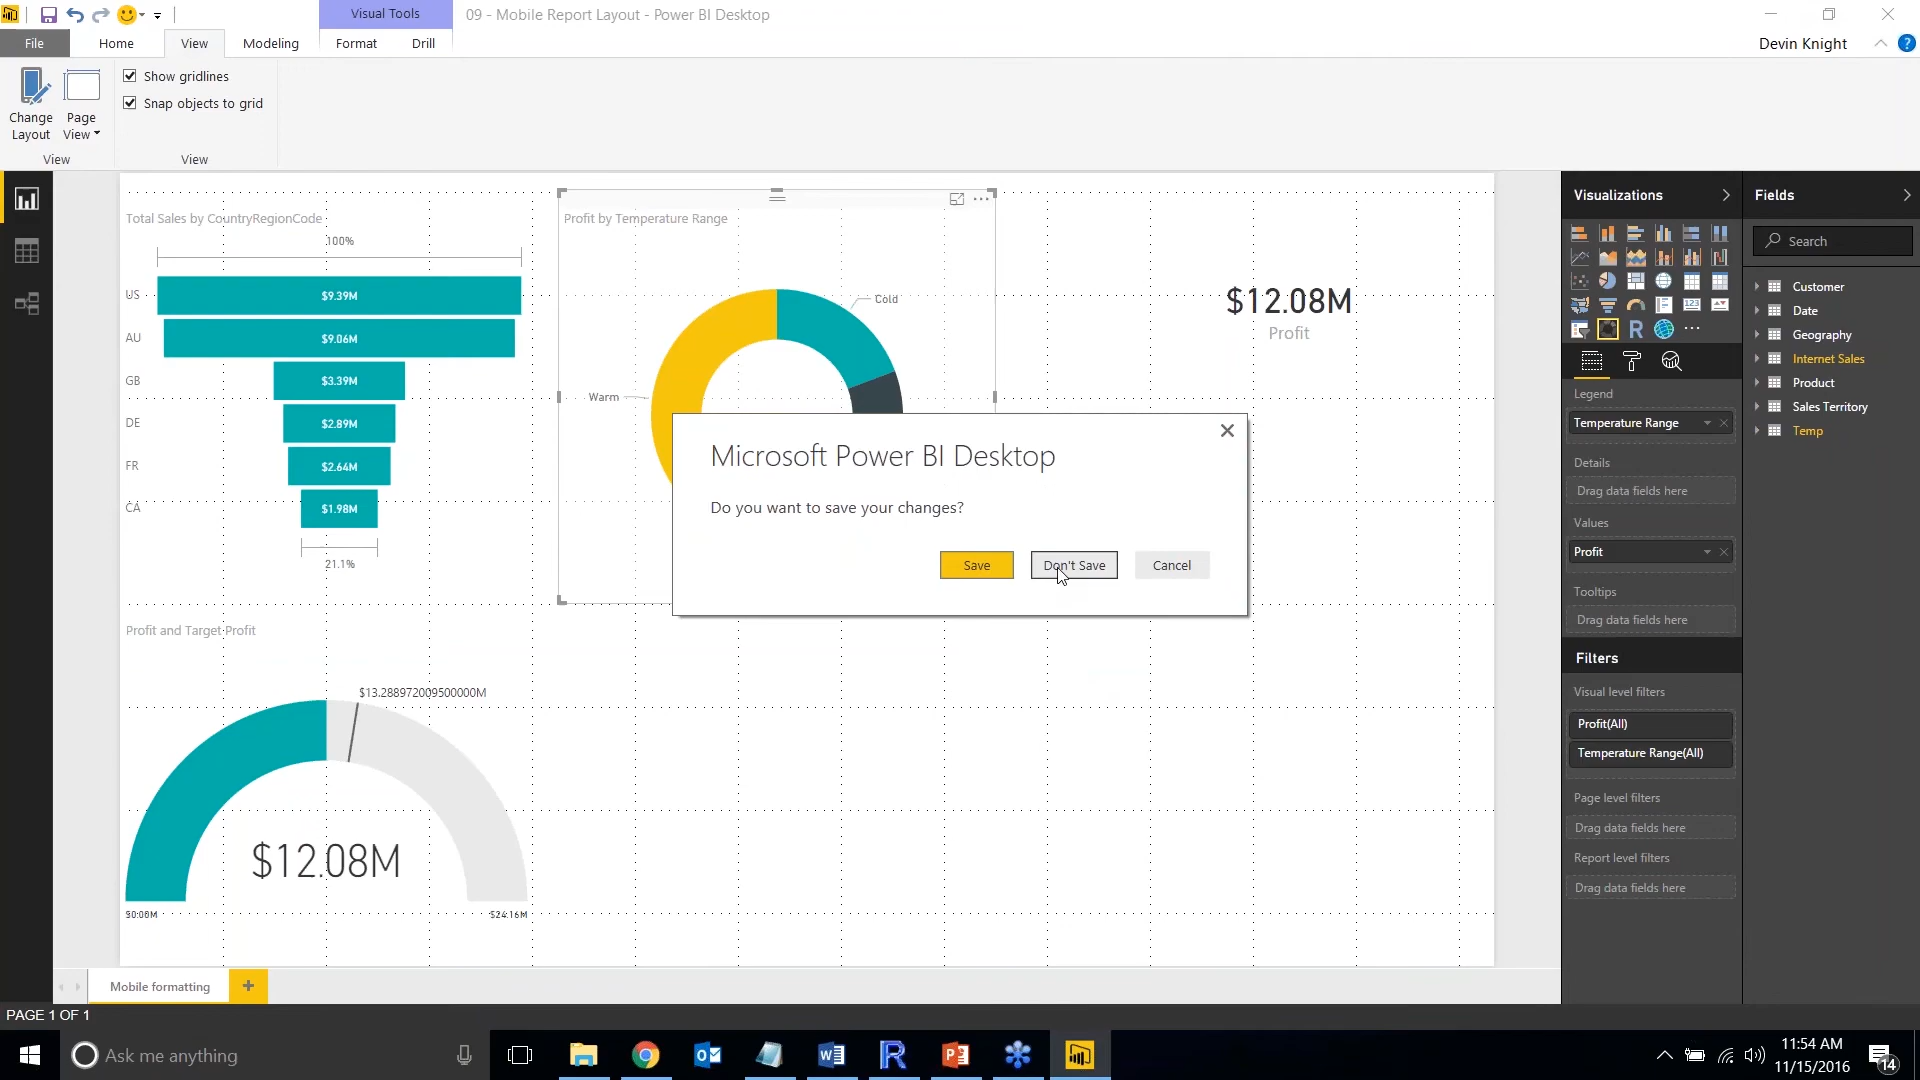 Visual Tools
09 - Mobile Report Layout - Power BI Desktop
File
Home
View
Modeling
Format
Drill
Devin Knight
?
Show gridlines
Snap objects to grid
Change
Layout
Page
View
View
View
Total Sales by CountryRegionCode
100%
US
$9.39M
AU
$9.06M
GB
$3.39M
DE
$2.89M
FR
$2.64M
CA
$1.98M
21.1%
Profit by Temperature Range
Cold
Warm
$12.08M
Profit
Microsoft Power BI Desktop
Do you want to save your changes?
Save
Don't Save
Cancel
Profit and Target Profit
$13.288972009500000M
$12.08M
$0.00M
$24.16M
Visualizations
Fields
Search
Customer
Date
Geography
Internet Sales
Product
Sales Territory
Temp
R
123
Legend
Temperature Range
Details
Drag data fields here
Values
Profit
Tooltips
Drag data fields here
Filters
Visual level filters
Profit(All)
Temperature Range(All)
Page level filters
Drag data fields here
Report level filters
Drag data fields here
Mobile formatting
+
PAGE 1 OF 1
Ask me anything
11:54 AM
11/15/2016
14